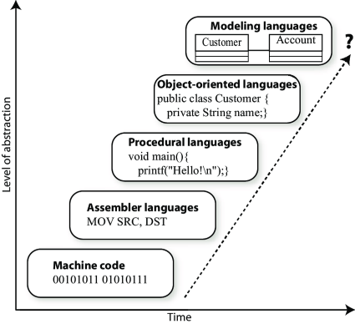 Modeling languages
Customer
Account
?
Object-oriented languages
public class Customer {
private String name;}
Procedural languages
void main(){
printf("Hello!\n");}
Assembler languages
MOV SRC, DST
Machine code
00101011 01010111
Level of abstraction
Time